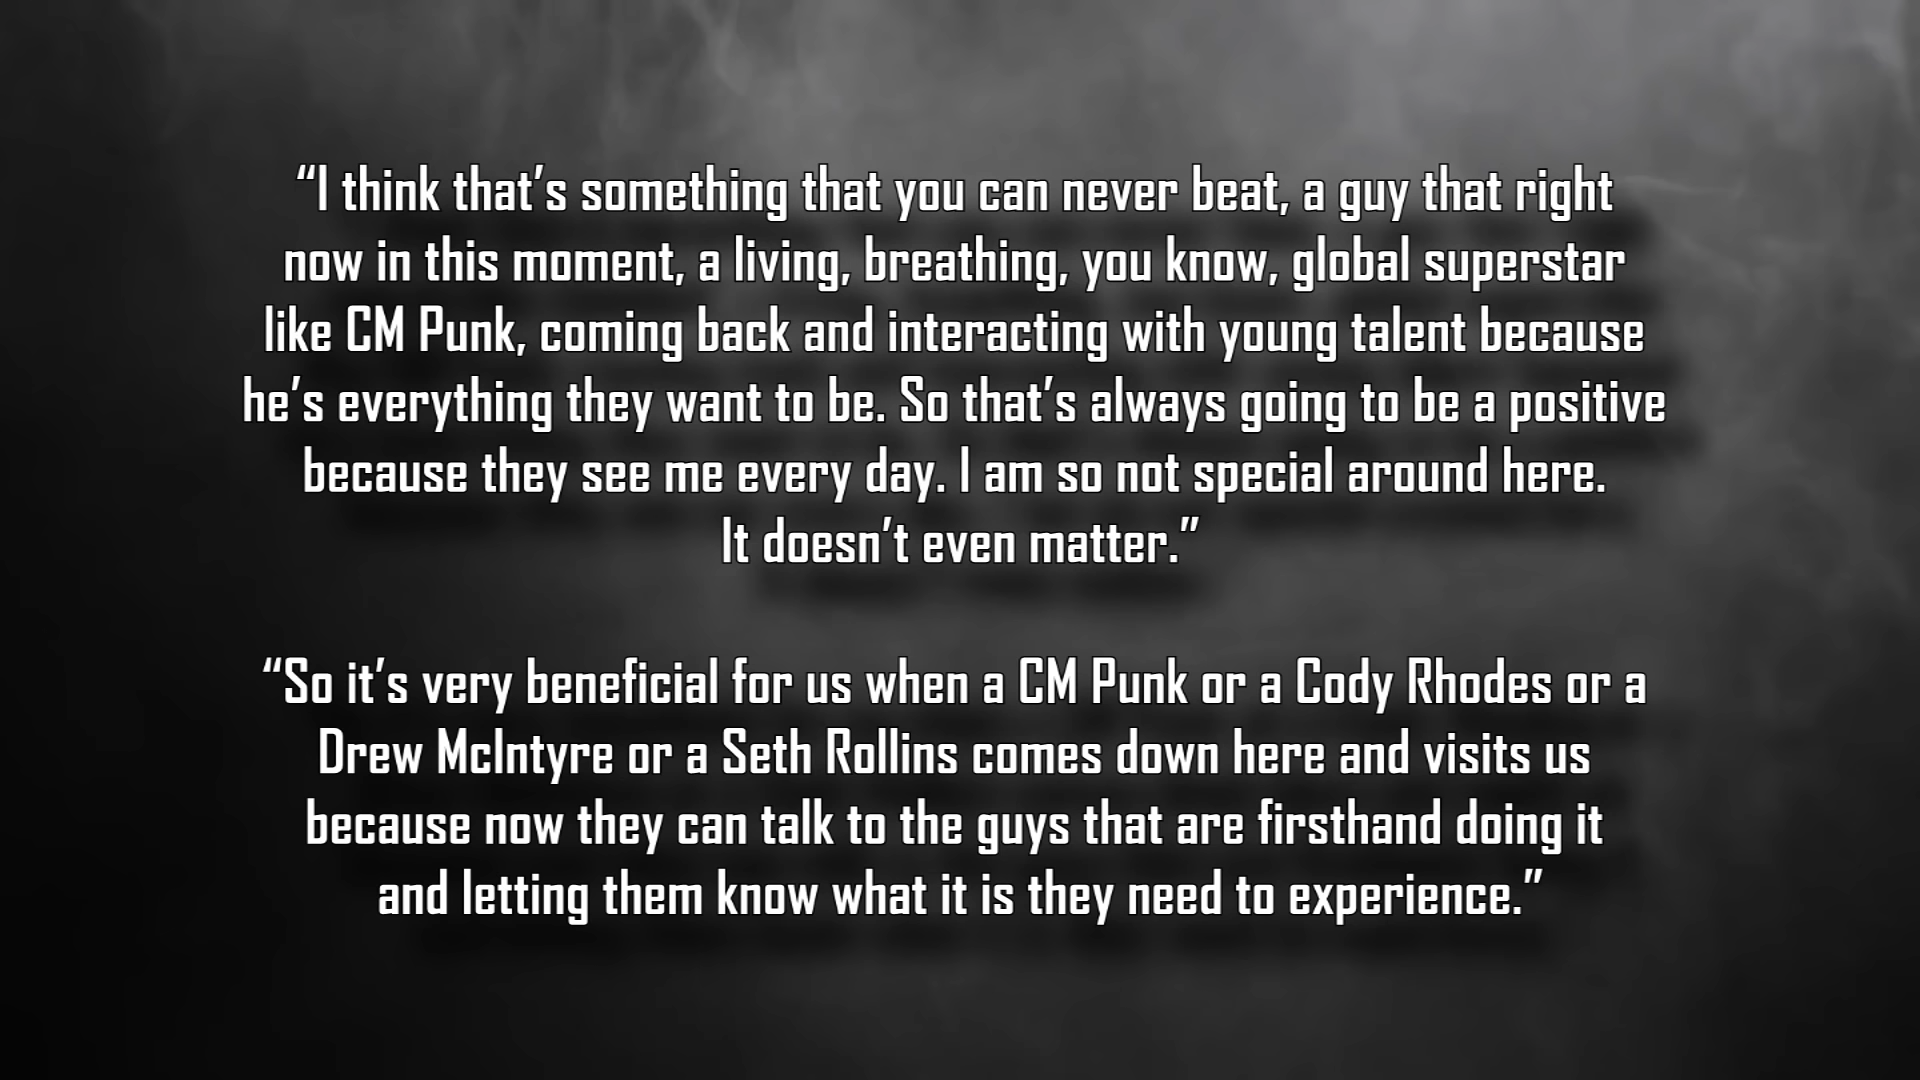 “I think that’s something that you can never beat, a guy that right
now in this moment, a living, breathing, you know, global superstar
like CM Punk, coming back and interacting with young talent because
he’s everything they want to be. So that’s always going to be a positive
because they see me every day. I am so not special around here.
It doesn’t even matter.”
“So it’s very beneficial for us when a CM Punk or a Cody Rhodes or a
Drew McIntyre or a Seth Rollins comes down here and visits us
because now they can talk to the guys that are firsthand doing it
and letting them know what it is they need to experience.”